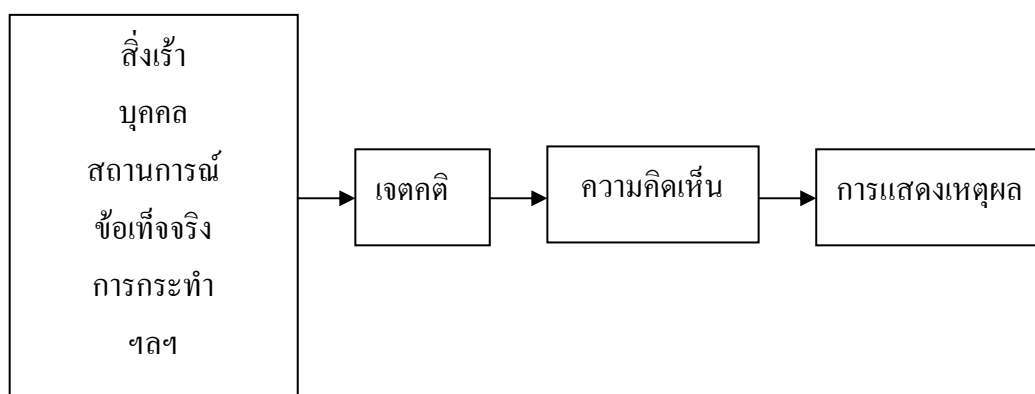 สิ่งเร้า
บุคคล
สถานการณ์
ข้อเท็จจริง
การกระทำ
ฯลฯ
เจตคติ
ความคิดเห็น
การแสดงเหตุผล